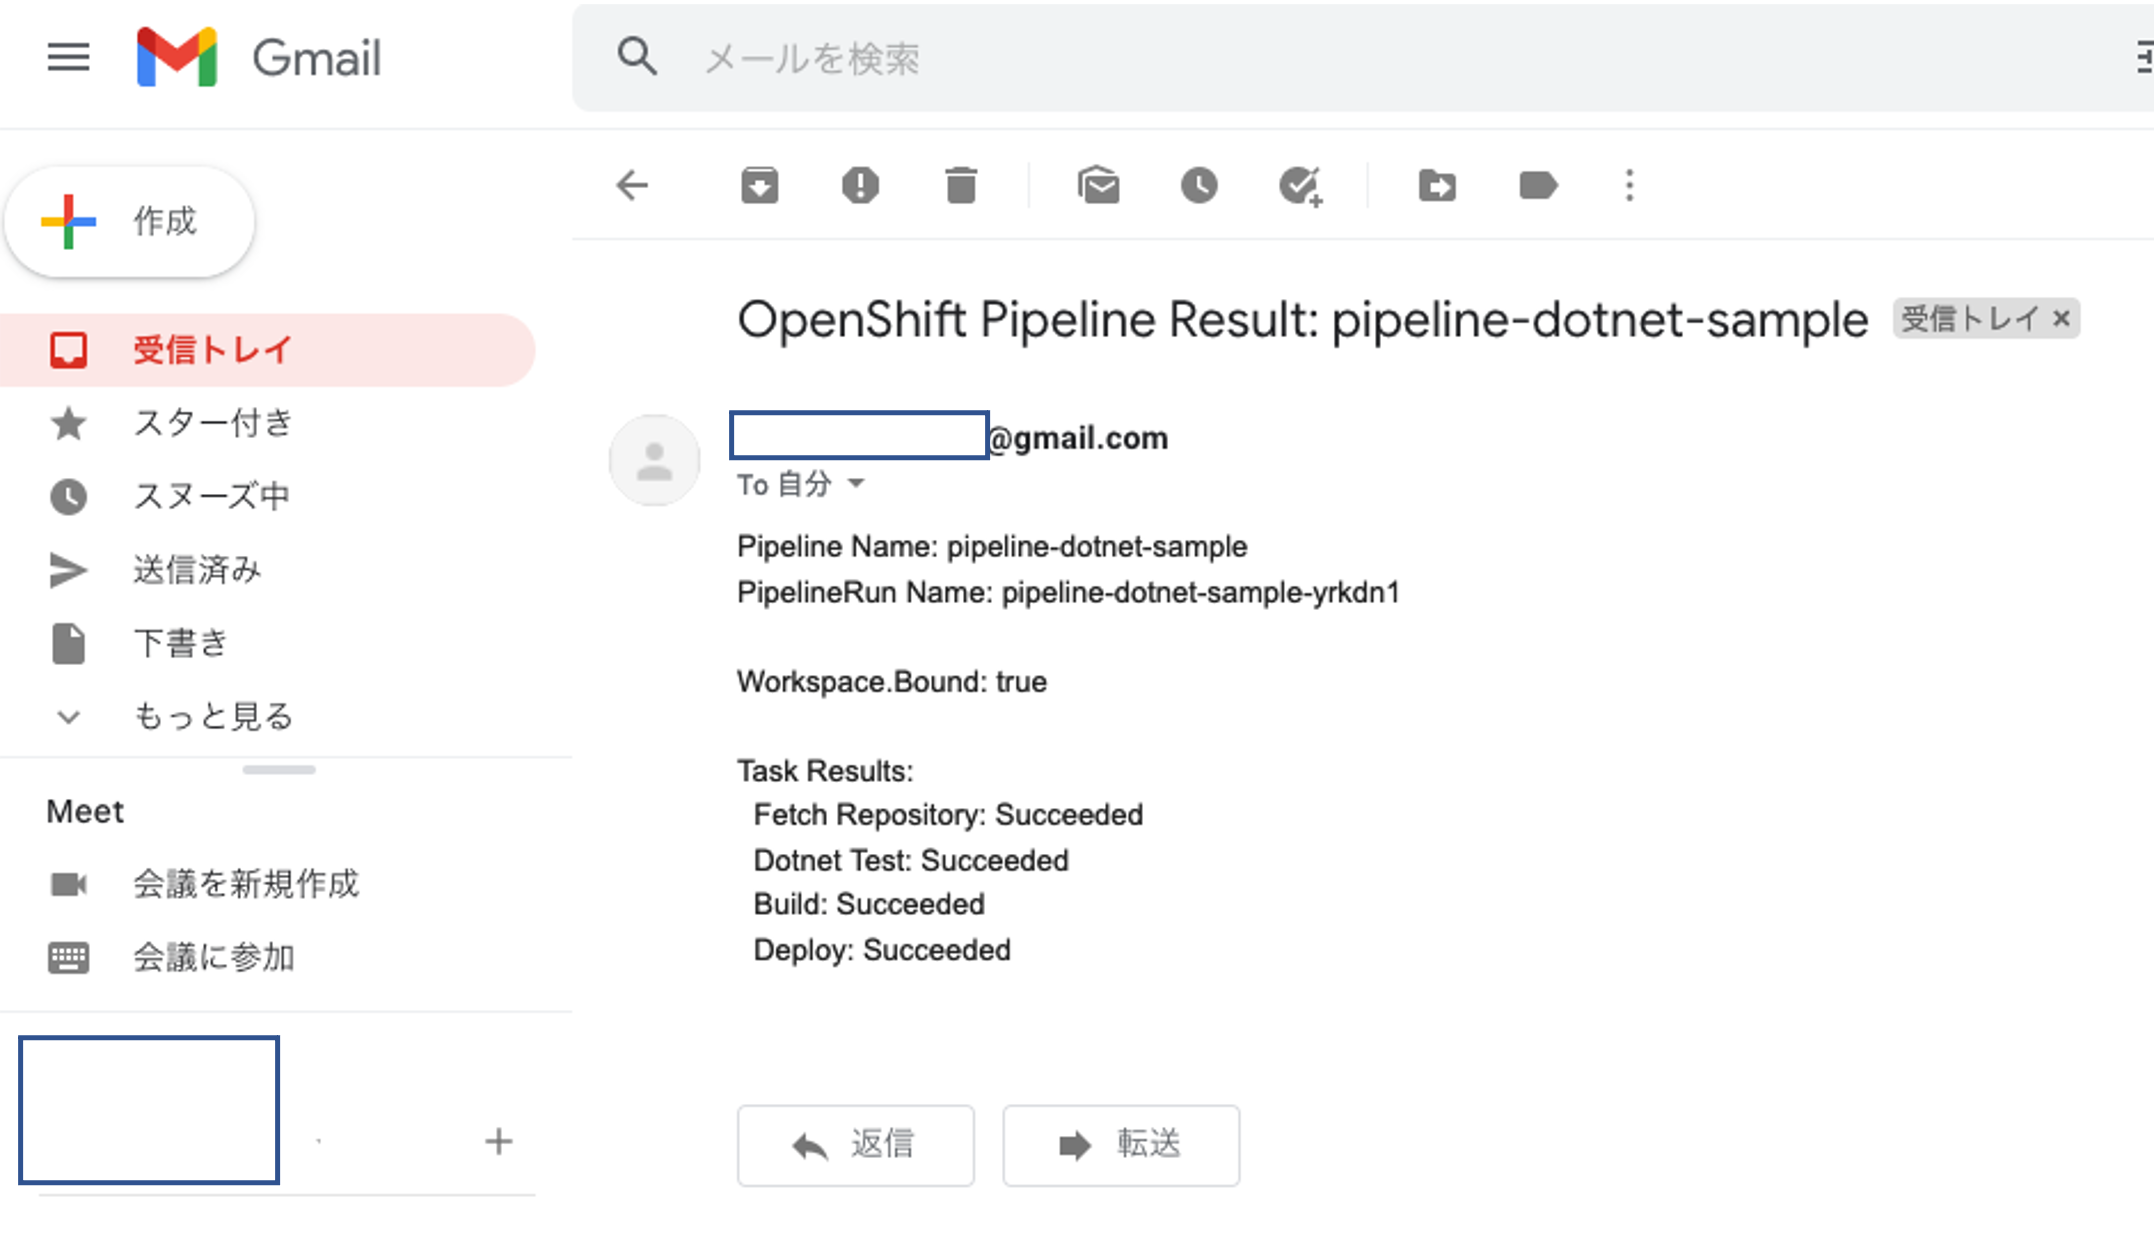 Gmail
メールを検索
作成
受信トレイ
スター付き
スヌーズ中
送信済み
下書き
もっと見る
Meet
会議を新規作成
会議に参加
OpenShift Pipeline Result: pipeline-dotnet-sample 受信トレイ ×
@gmail.com
To 自分
Pipeline Name: pipeline-dotnet-sample
PipelineRun Name: pipeline-dotnet-sample-yrkdn1
Workspace.Bound: true
Task Results:
Fetch Repository: Succeeded
Dotnet Test: Succeeded
Build: Succeeded
Deploy: Succeeded
返信
転送